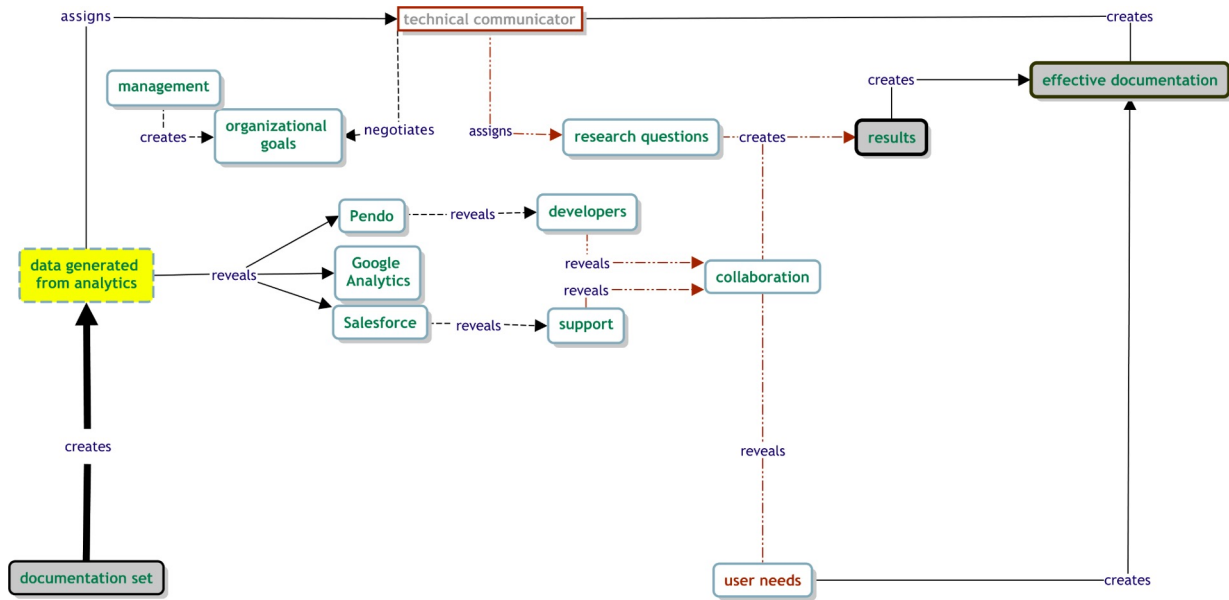 assigns
technical communicator
creates
management
creates
effective documentation
creates
organizational
goals
negotiates
assigns
research questions
creates
results
Pendo
reveals
developers
data generated
from analytics
reveals
Google
Analytics
reveals
collaboration
reveals
Salesforce
reveals
support
creates
reveals
documentation set
user needs
creates